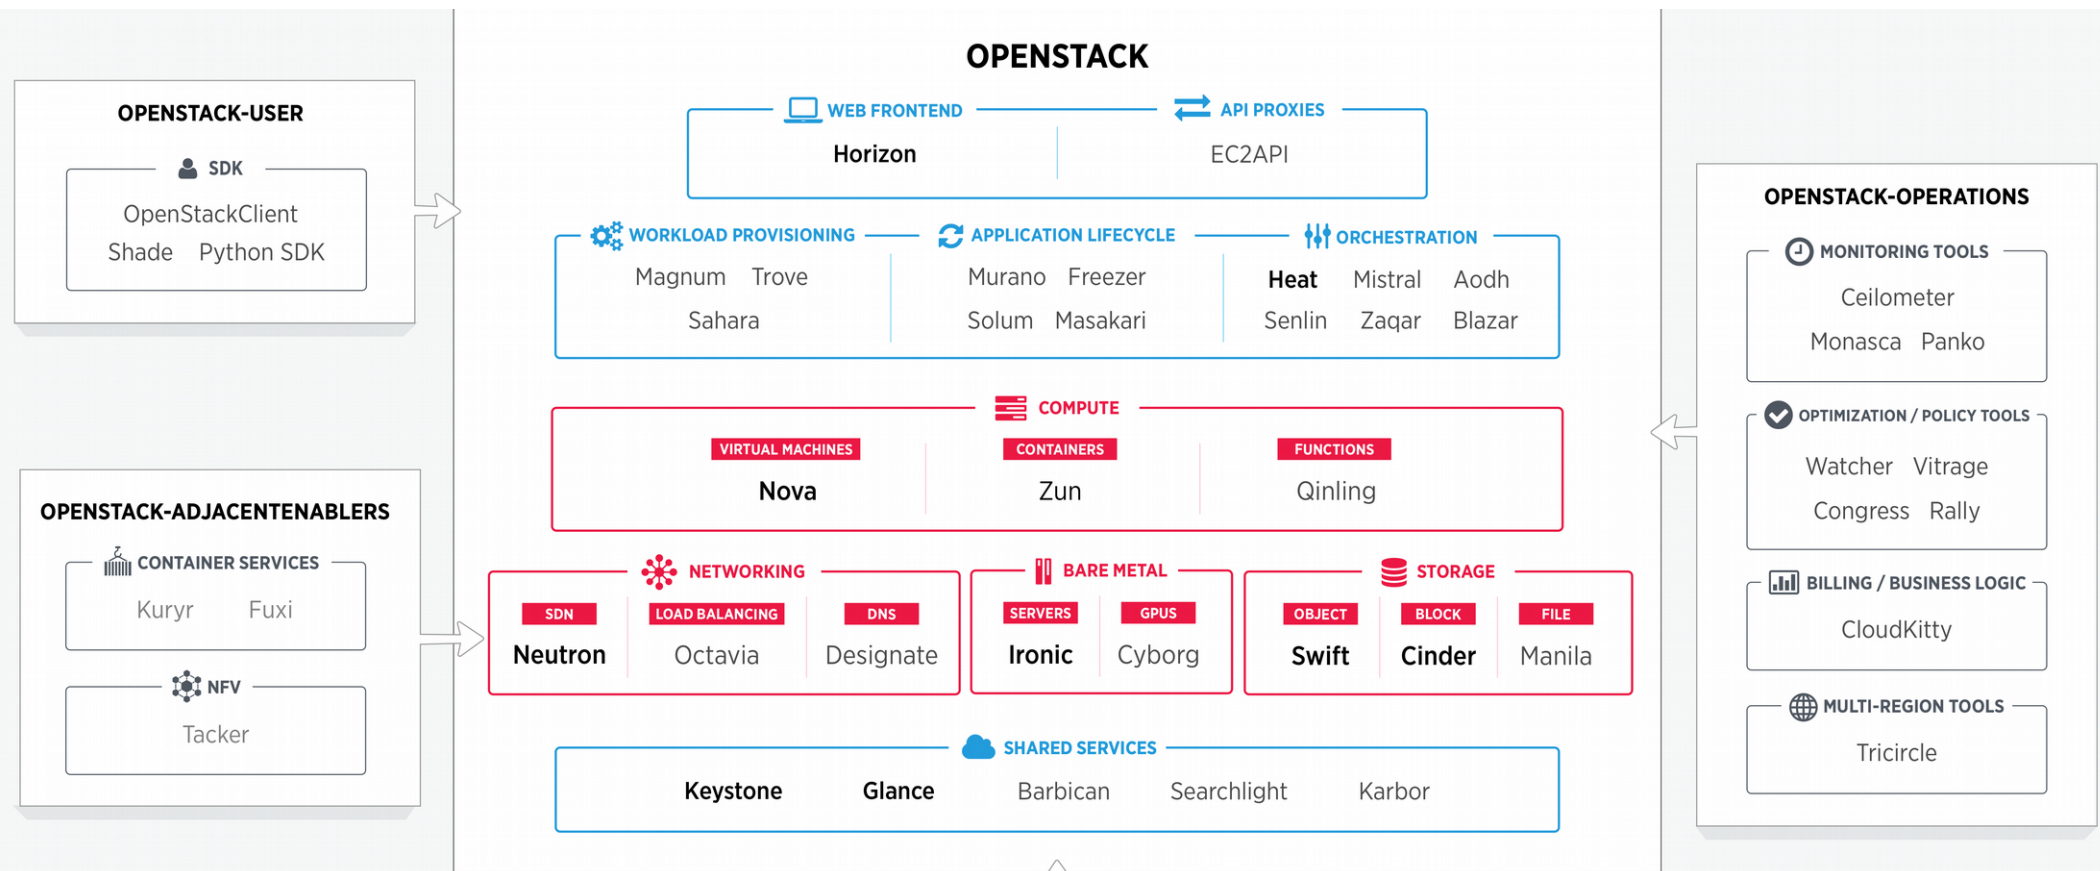 OPENSTACK
OPENSTACK-USER
SDK
OpenStackClient
Shade Python SDK
OPENSTACK-ADJACENTENABLERS
CONTAINER SERVICES
Kuryr Fuxi
NFV
Tacker
WEB FRONTEND API PROXIES
Horizon EC2API
WORKLOAD PROVISIONING APPLICATION LIFECYCLE ORCHESTRATION
Magnum Trove Murano Freezer Heat Mistral Aodh
Sahara Solum Masakari Senlin Zaqar Blazar
COMPUTE
VIRTUAL MACHINES CONTAINERS FUNCTIONS
Nova Zun Qinling
NETWORKING BARE METAL STORAGE
SDN LOAD BALANCING DNS SERVERS GPUS OBJECT BLOCK FILE
Neutron Octavia Designate Ironic Cyborg Swift Cinder Manila
SHARED SERVICES
Keystone Glance Barbican Searchlight Karbor
OPENSTACK-OPERATIONS
MONITORING TOOLS
Ceilometer
Monasca Panko
OPTIMIZATION / POLICY TOOLS
Watcher Vitrage
Congress Rally
BILLING / BUSINESS LOGIC
CloudKitty
MULTI-REGION TOOLS
Tricircle